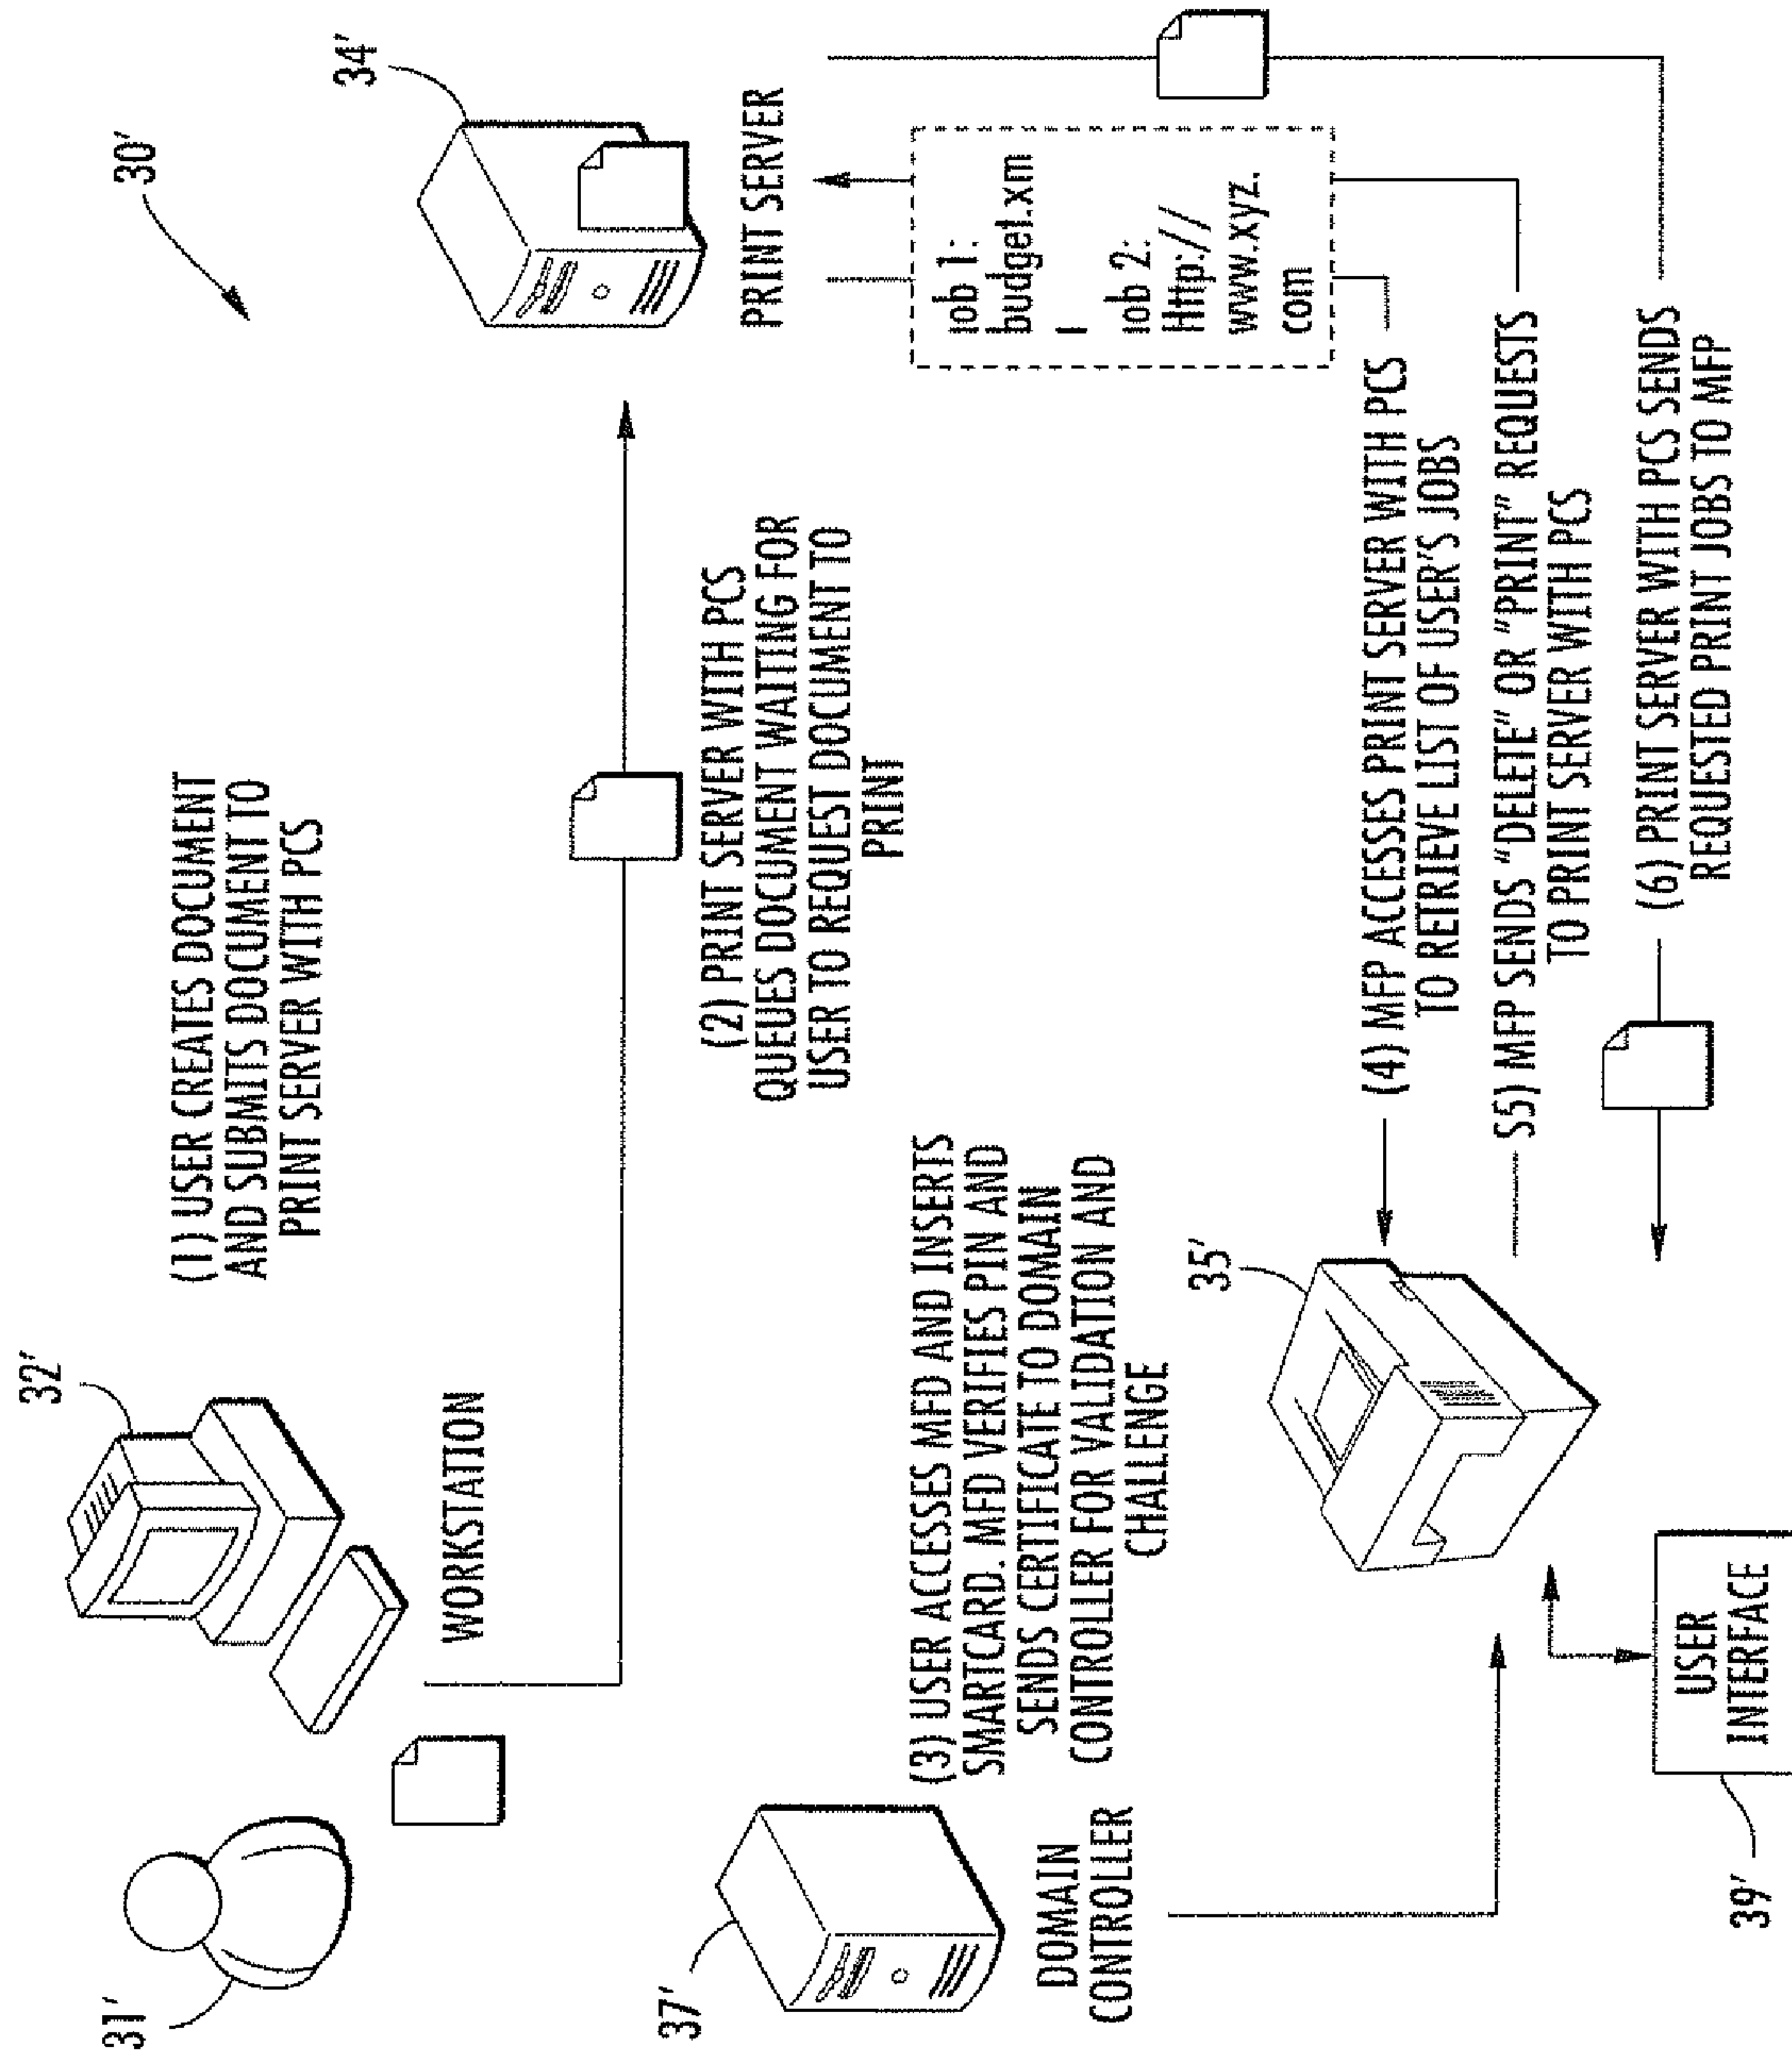 30'
31'
32'
34'
(1) USER CREATES DOCUMENT
AND SUBMITS DOCUMENT TO
PRINT SERVER WITH PCS
WORKSTATION
PRINT SERVER
(2) PRINT SERVER WITH PCS
QUEUES DOCUMENT WAITING FOR
USER TO REQUEST DOCUMENT TO
PRINT
37'
DOMAIN
CONTROLLER
(3) USER ACCESSES MFD AND INSERTS
SMARTCARD. MFD VERIFIES PIN AND
SENDS CERTIFICATE TO DOMAIN
CONTROLLER FOR VALIDATION AND
CHALLENGE
job 1:
budget.xm
l
job 2:
Http://
www.xyz.
com
35'
(4) MFP ACCESSES PRINT SERVER WITH PCS
TO RETRIEVE LIST OF USER'S JOBS
S5) MFP SENDS "DELETE" OR "PRINT" REQUESTS
TO PRINT SERVER WITH PCS
(6) PRINT SERVER WITH PCS SENDS
REQUESTED PRINT JOBS TO MFP
39'
USER
INTERFACE